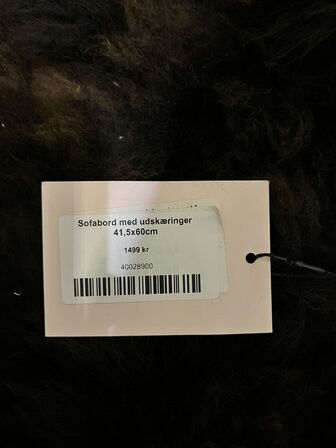 Sofabord med udskæringer
41,5x60cm
1499 kr
40028900